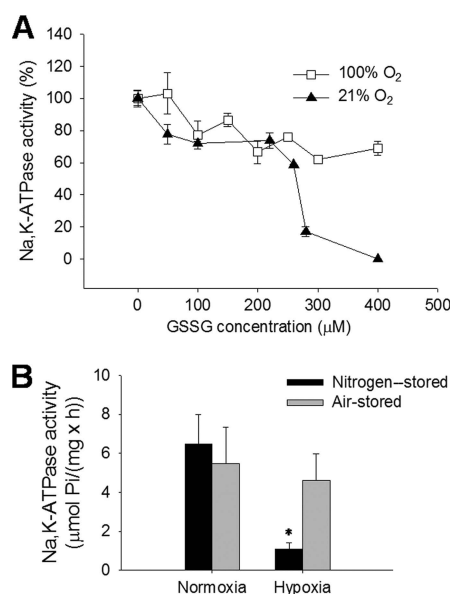 A
Na,K-ATPase activity (%)
140
120
100
80
60
40
20
0
100% O₂
21% O₂
0 100 200 300 400 500
GSSG concentration (μM)
B
Na,K-ATPase activity
(μmol Pi/(mg x h))
10
8
6
4
2
0
Nitrogen–stored
Air-stored
*
Normoxia Hypoxia